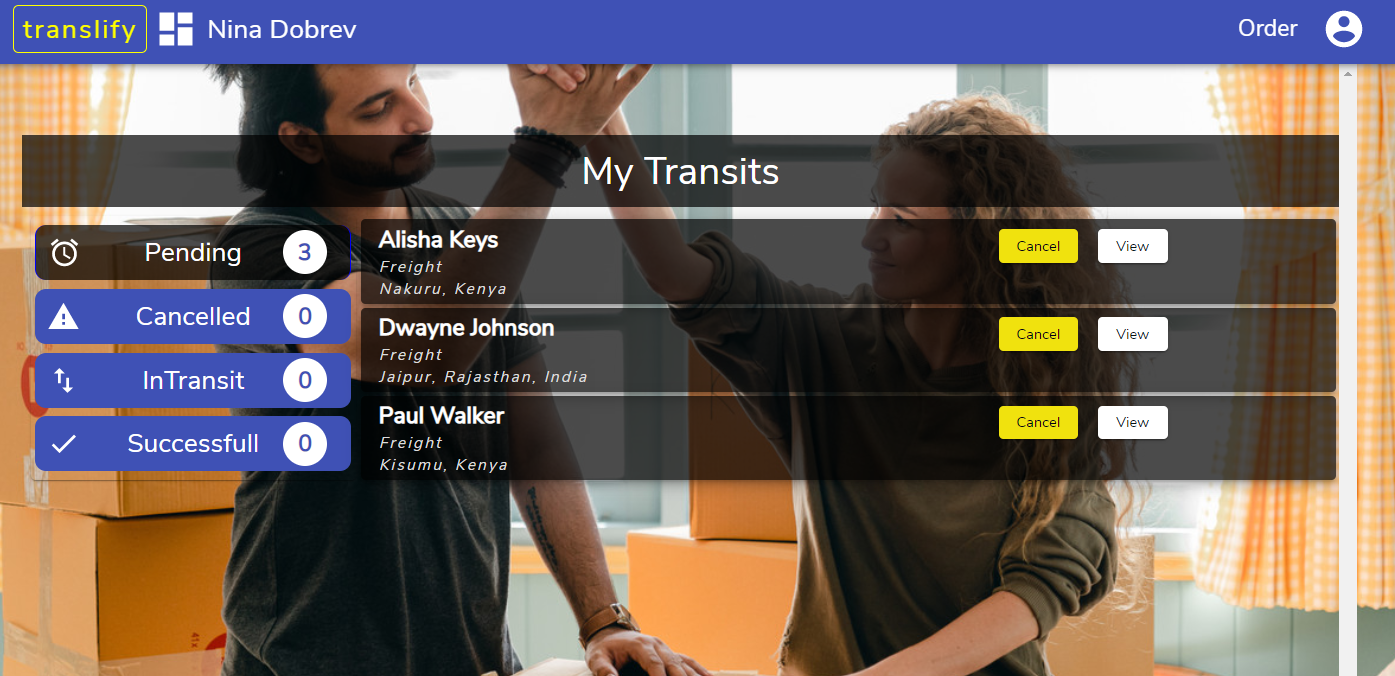 translify
Nina Dobrev
Order
My Transits
Pending 3
Cancelled 0
InTransit 0
Successfull 0
Alisha Keys
Freight
Nakuru, Kenya
Cancel View
Dwayne Johnson
Freight
Jaipur, Rajasthan, India
Cancel View
Paul Walker
Freight
Kisumu, Kenya
Cancel View